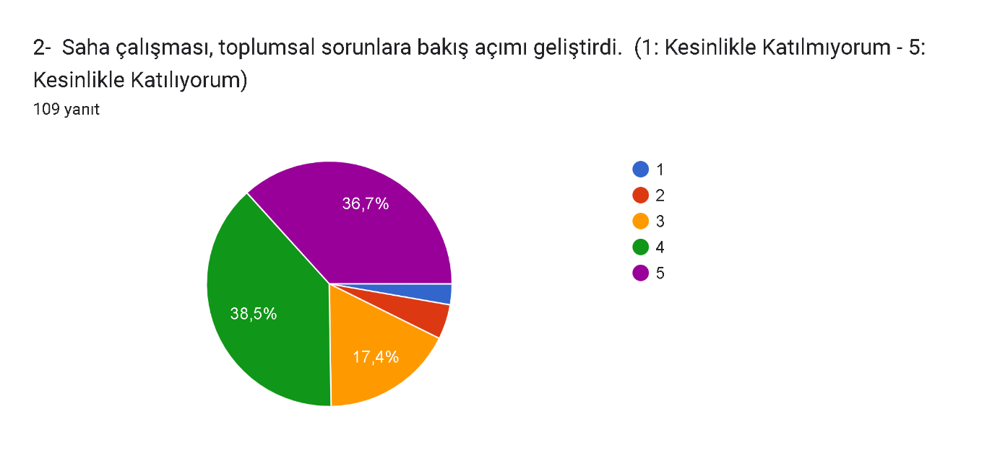 2-  Saha çalışması, toplumsal sorunlara bakış açımı geliştirdi.  (1: Kesinlikle Katılmıyorum - 5:
Kesinlikle Katılıyorum)
109 yanıt
36,7%
38,5%
17,4%
1
2
3
4
5